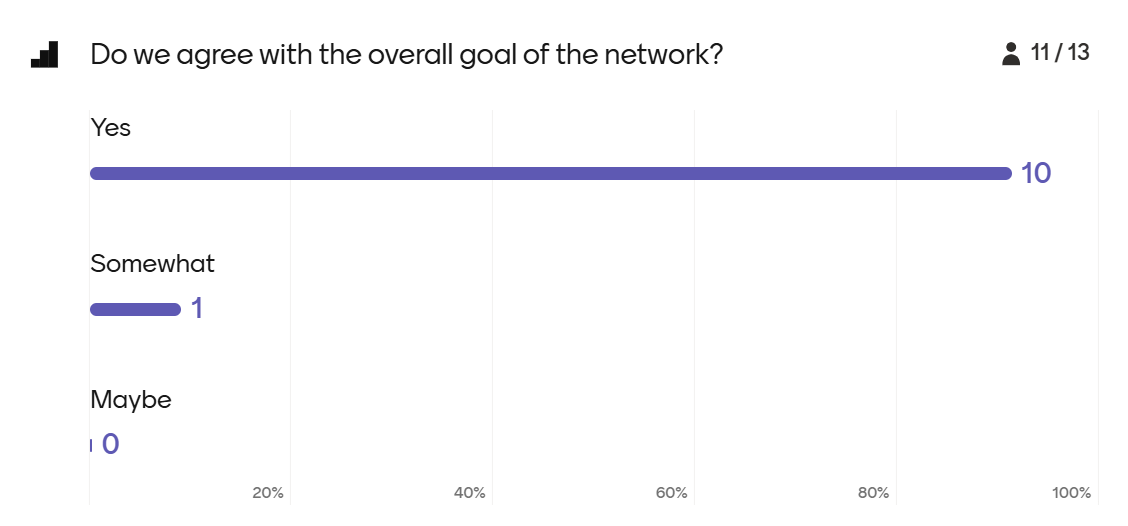 Do we agree with the overall goal of the network?
11 / 13
Yes
10
Somewhat
1
Maybe
0
20% 40% 60% 80% 100%